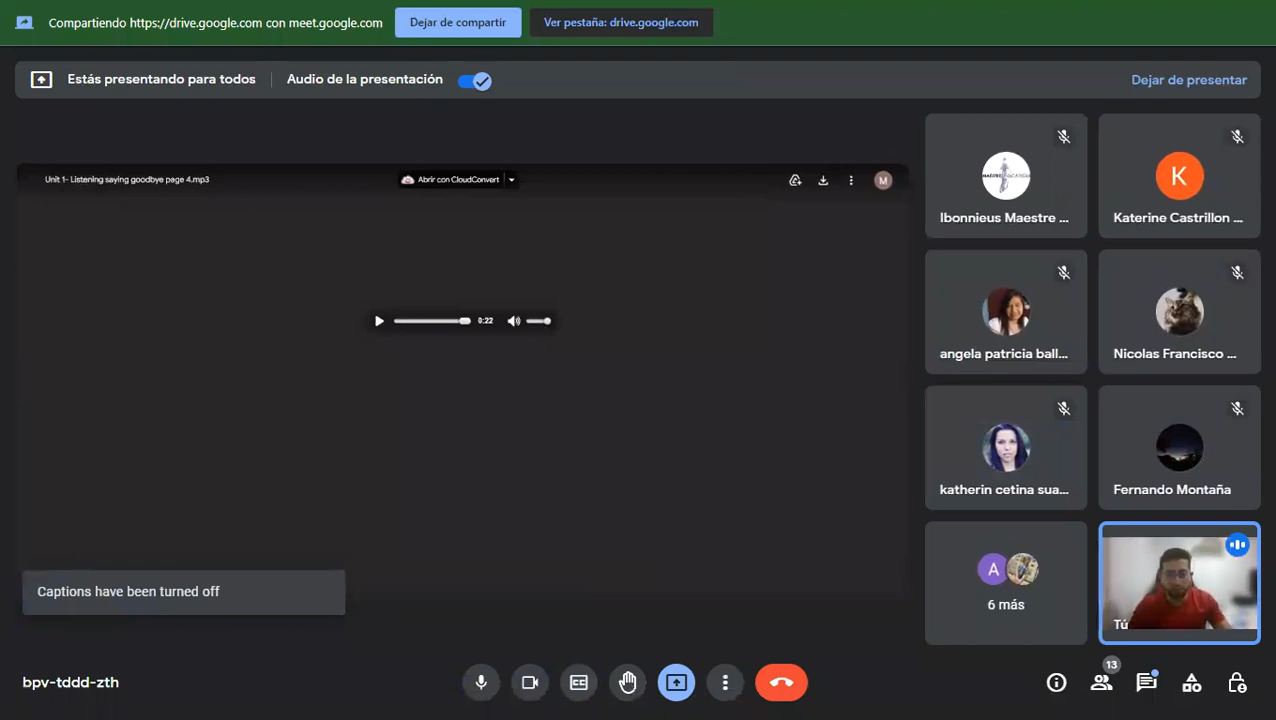 Compartiendo https://drive.google.com con meet.google.com
Dejar de compartir
Ver pestaña: drive.google.com
Estás presentando para todos
Audio de la presentación
Dejar de presentar
Unit 1- Listening saying goodbye page 4.mp3
Abrir con CloudConvert
M
0:22
Ibonnieus Maestre ...
K
Katerine Castrillon ...
angela patricia ball...
Nicolas Francisco ...
katherin cetina sua...
Fernando Montaña
A
6 más
Tú
Captions have been turned off
bpv-tddd-zth
CC
13